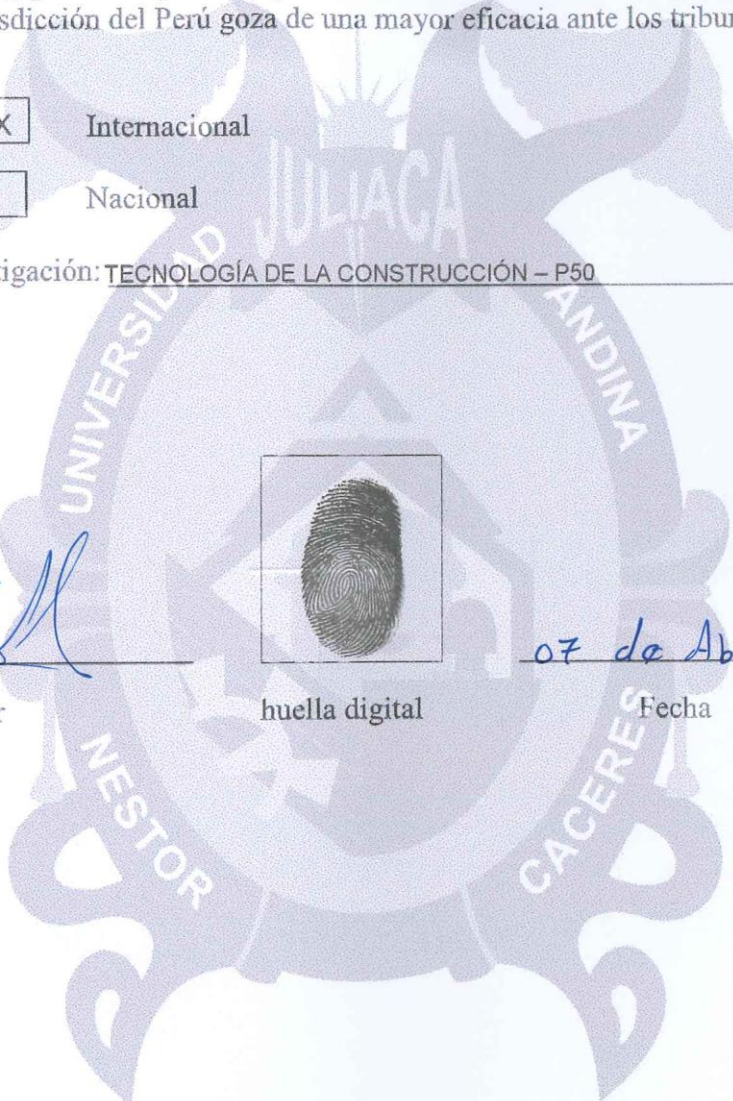 sdicción del Perú goza de una mayor eficacia ante los tribu
X Internacional
Nacional
tigación: TECNOLOGÍA DE LA CONSTRUCCIÓN – P50
07 de Ab
huella digital
Fecha
UNIVERSIDAD ANDINA
NESTOR CACERES
JULIACA